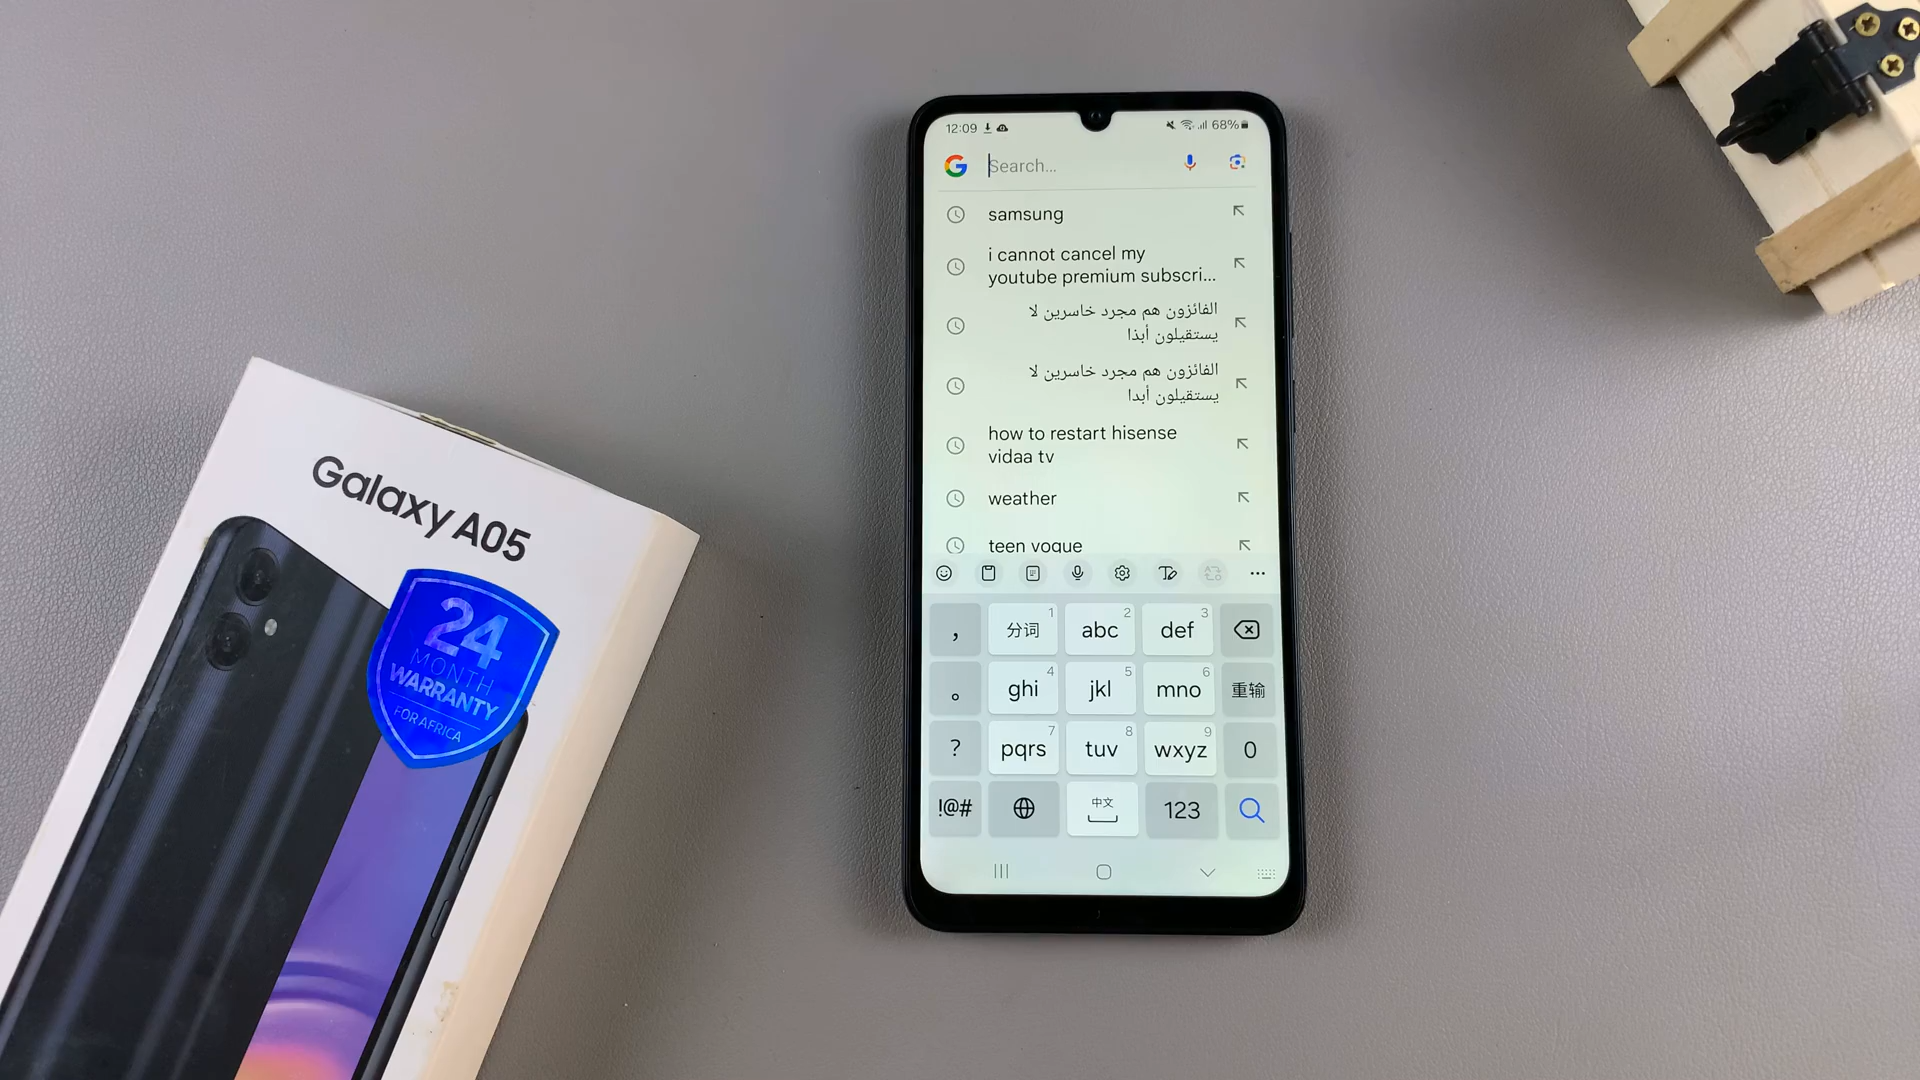 Galaxy A05
24
MONTH
WARRANTY
FOR AFRICA
12:09
68%
Search...
samsung
i cannot cancel my
youtube premium subscri...
الفائزون هم مجرد خاسرين لا
يستقيلون أبذا
الفائزون هم مجرد خاسرين لا
يستقيلون أبدا
how to restart hisense
vidaa tv
weather
teen vogue
, 分词 1 abc 2 def 3
。 ghi 4 jkl 5 mno 6 重输
? pqrs 7 tuv 8 wxyz 9 0
!@# 中文 123